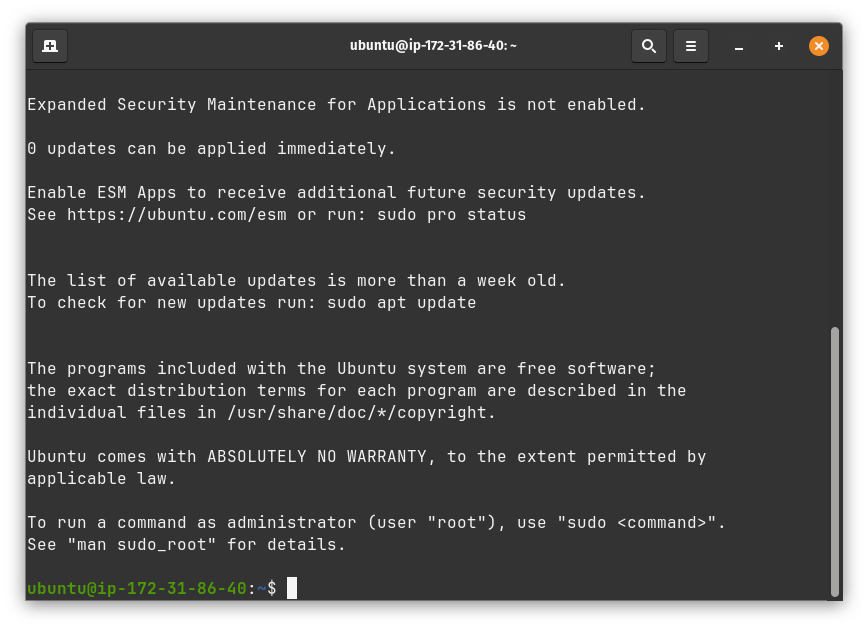 ubuntu@ip-172-31-86-40: ~
Expanded Security Maintenance for Applications is not enabled.
0 updates can be applied immediately.
Enable ESM Apps to receive additional future security updates.
See https://ubuntu.com/esm or run: sudo pro status
The list of available updates is more than a week old.
To check for new updates run: sudo apt update
The programs included with the Ubuntu system are free software;
the exact distribution terms for each program are described in the
individual files in /usr/share/doc/*/copyright.
Ubuntu comes with ABSOLUTELY NO WARRANTY, to the extent permitted by
applicable law.
To run a command as administrator (user "root"), use "sudo <command>".
See "man sudo_root" for details.
ubuntu@ip-172-31-86-40:~$